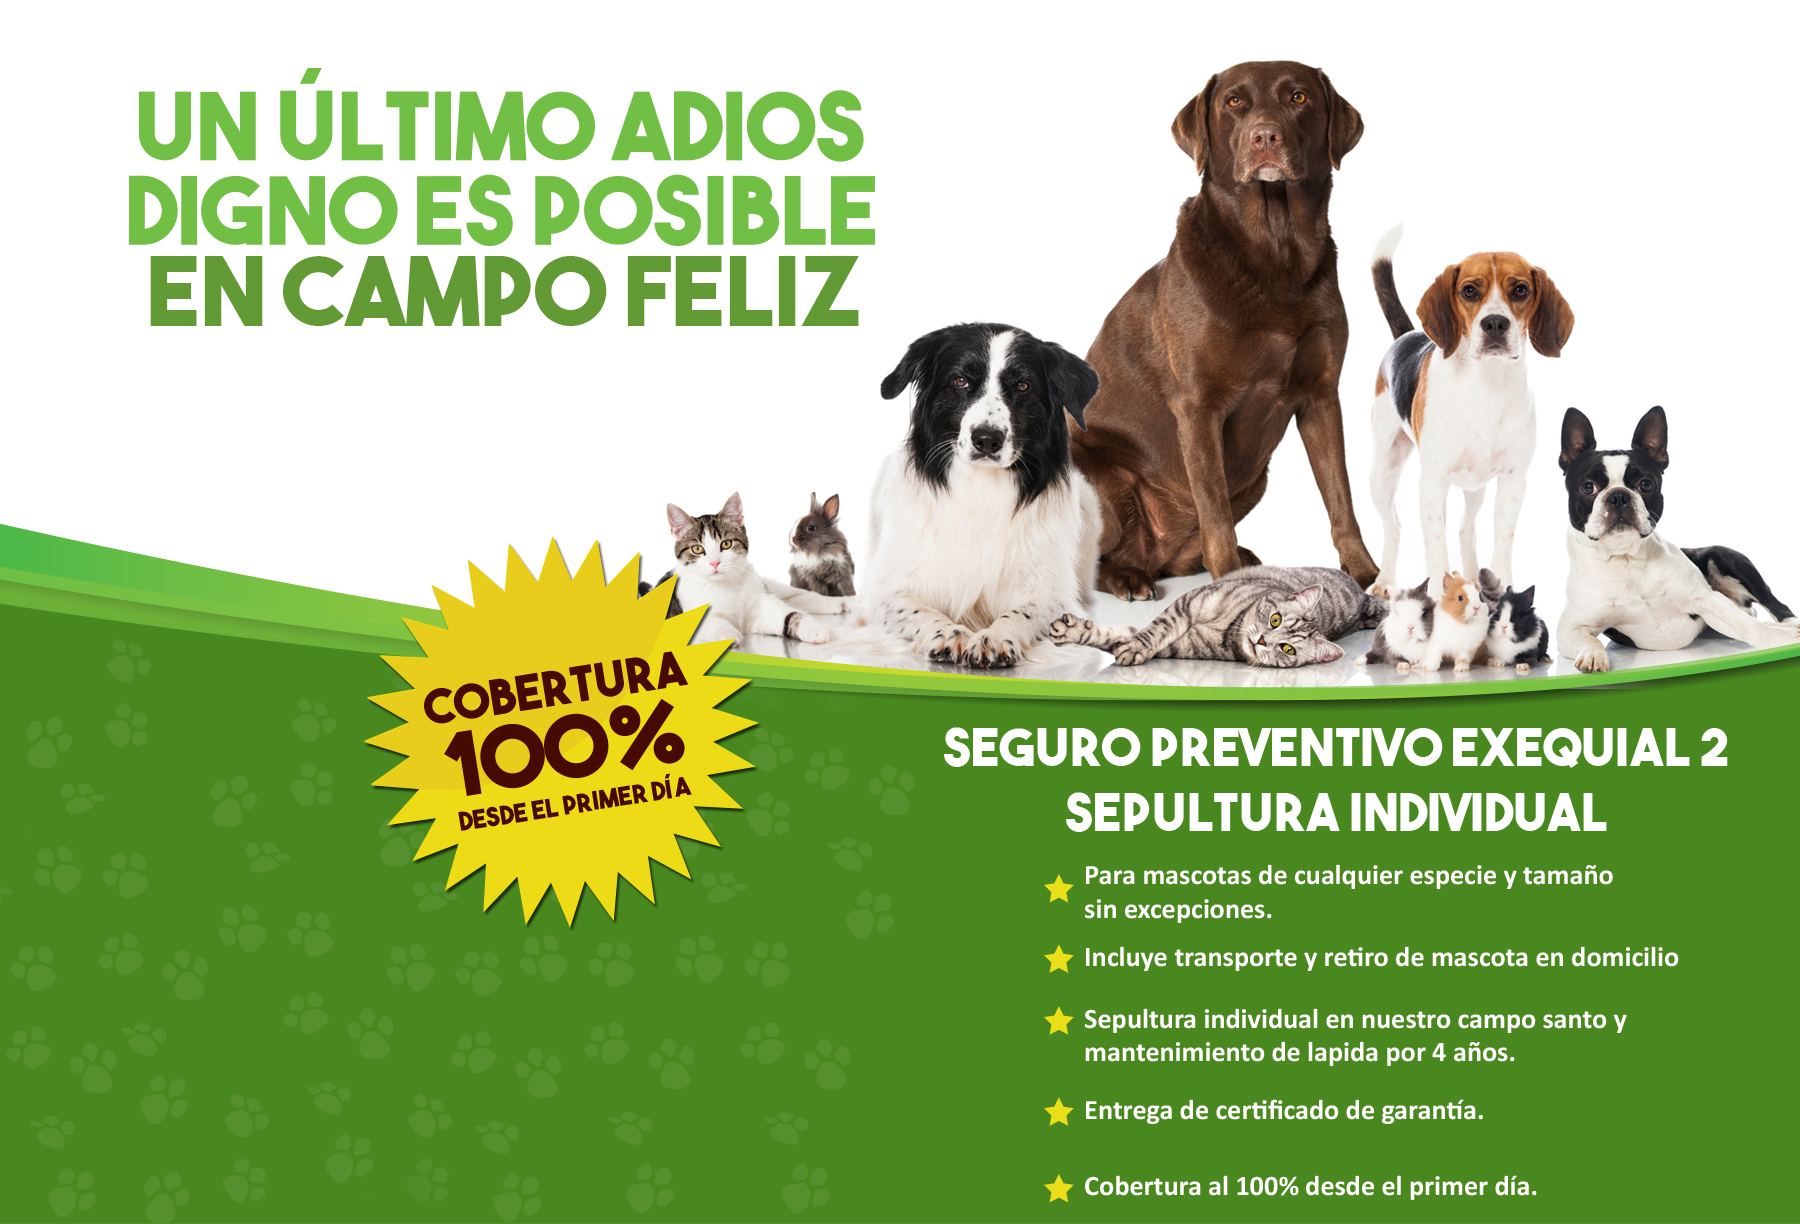 UN ÚLTIMO ADIOS
DIGNO ES POSIBLE
EN CAMPO FELIZ
COBERTURA
100%
DESDE EL PRIMER DÍA
SEGURO PREVENTIVO EXEQUIAL 2
SEPULTURA INDIVIDUAL
Para mascotas de cualquier especie y tamaño
sin excepciones.
Incluye transporte y retiro de mascota en domicilio
Sepultura individual en nuestro campo santo y
mantenimiento de lapida por 4 años.
Entrega de certificado de garantía.
Cobertura al 100% desde el primer día.